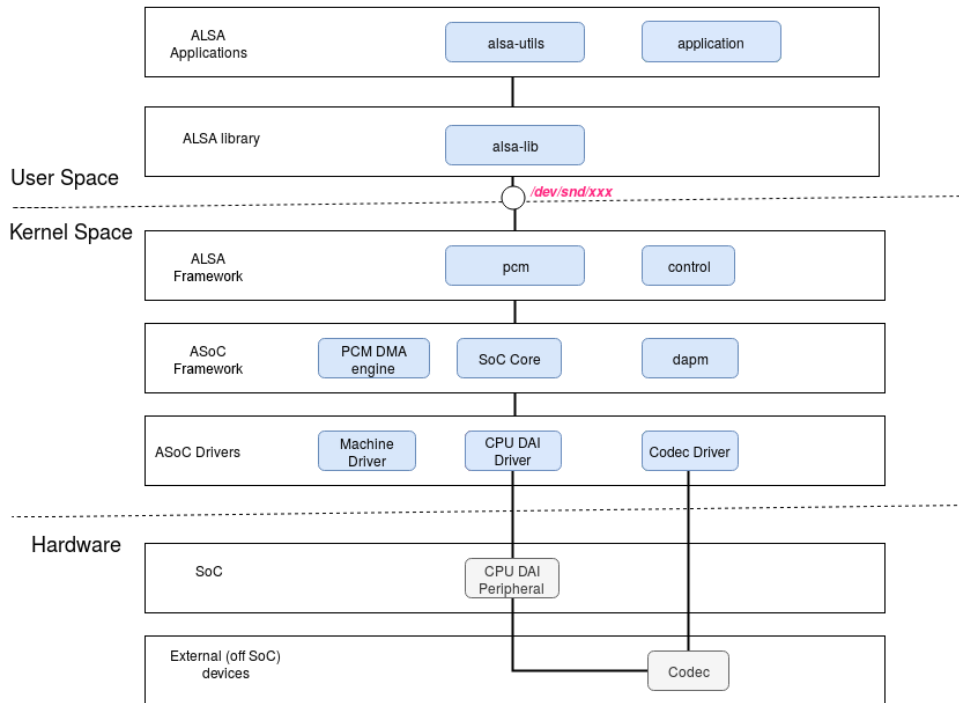 ALSA
Applications
alsa-utils
application
ALSA library
alsa-lib
User Space
/dev/snd/xxx
Kernel Space
ALSA
Framework
pcm
control
ASoC
Framework
PCM DMA
engine
SoC Core
dapm
ASoC Drivers
Machine
Driver
CPU DAI
Driver
Codec Driver
Hardware
SoC
CPU DAI
Peripheral
External (off SoC)
devices
Codec